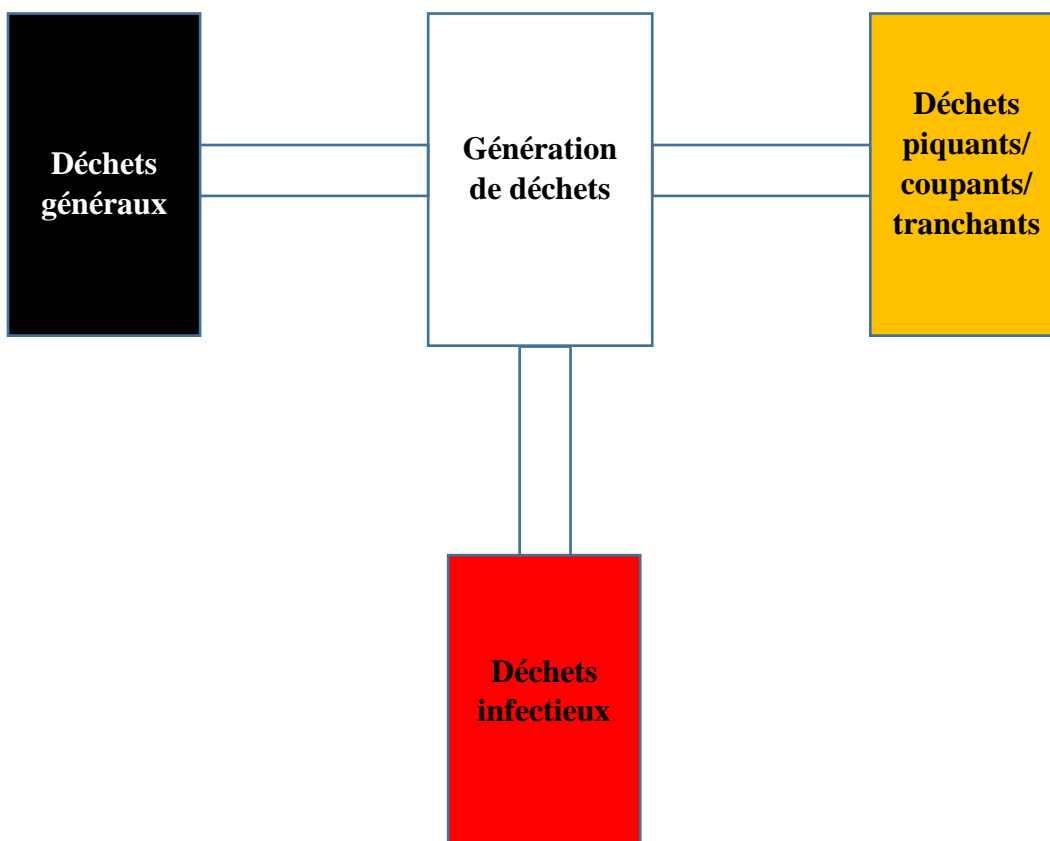 Déchets
généraux
Génération
de déchets
Déchets
piquants/
coupants/
tranchants
Déchets
infectieux